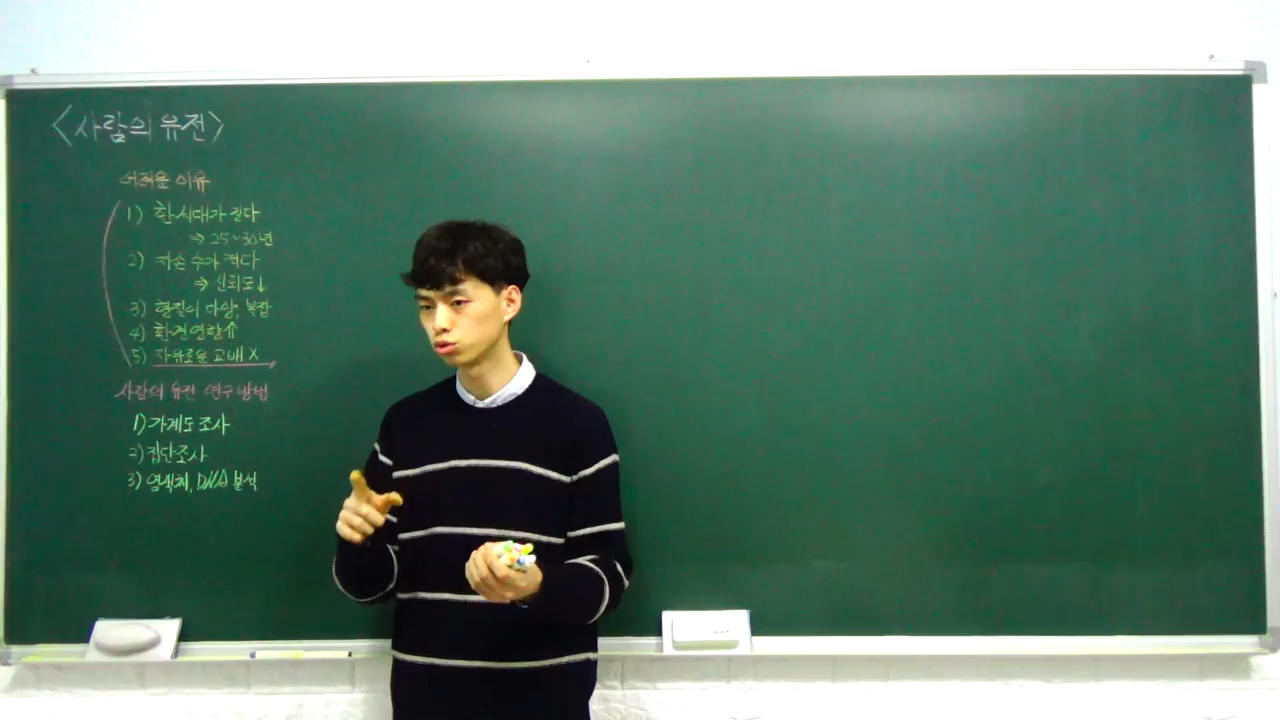 <사람의 유전>
어려운 이유
1) 한 세대가 길다
⇒ 25~30년
2) 자손 수가 적다
⇒ 신뢰도↓
3) 형질이 다양, 복잡
4) 환경영향⇑
5) 자유로운 교배 X
사람의 유전 연구 방법
1) 가계도 조사
2) 집단조사
3) 염색체, DNA 분석